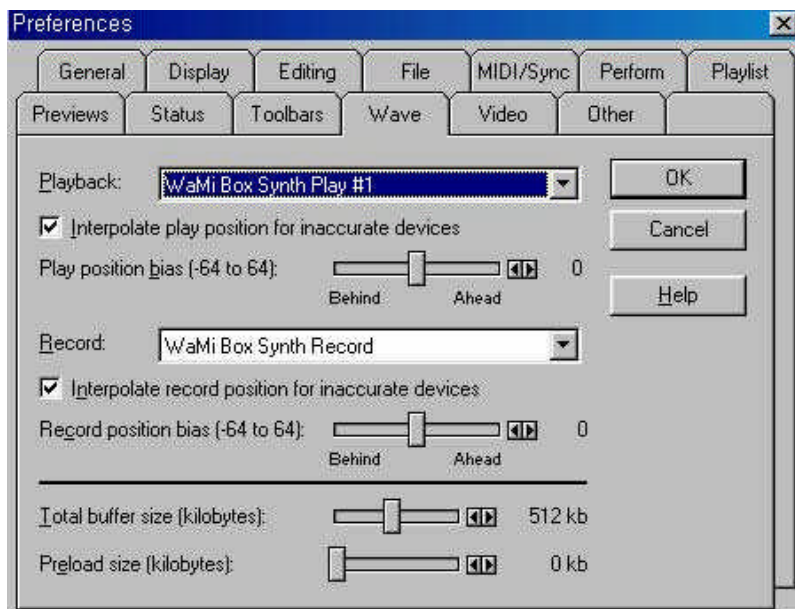 Preferences
General Display Editing File MIDI/Sync Perform Playlist
Previews Status Toolbars Wave Video Other
Playback: WaMi Box Synth Play #1 OK
Interpolate play position for inaccurate devices Cancel
Play position bias (-64 to 64): 0
Behind Ahead Help
Record: WaMi Box Synth Record
Interpolate record position for inaccurate devices
Record position bias (-64 to 64): 0
Behind Ahead
Total buffer size (kilobytes): 512 kb
Preload size (kilobytes): 0 kb